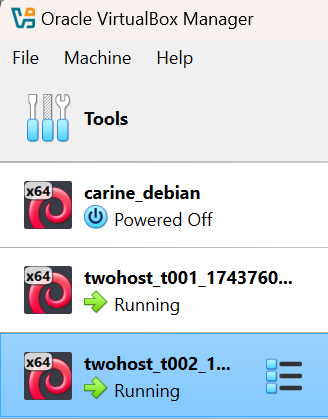 Oracle VirtualBox Manager
File Machine Help
Tools
x64
carine_debian
Powered Off
x64
twohost_t001_1743760...
Running
x64
twohost_t002_1...
Running